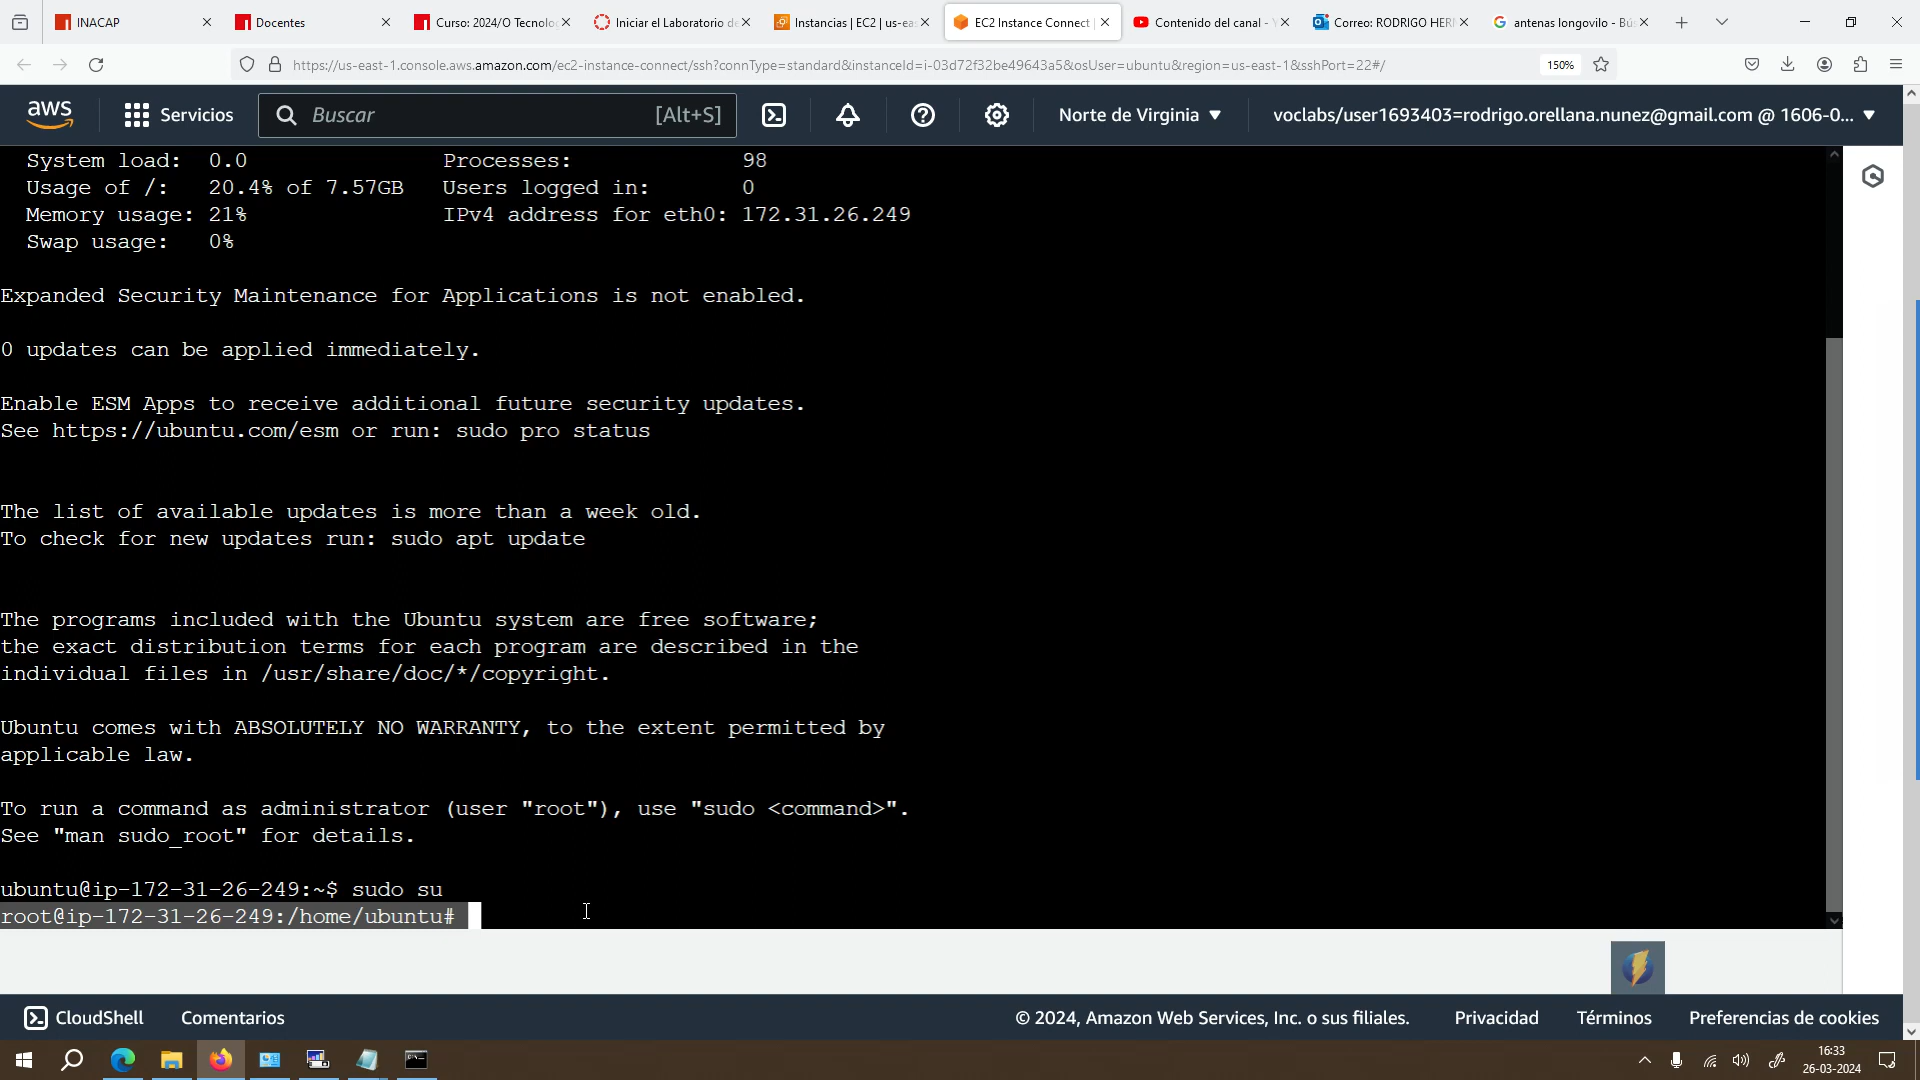 INACAP
Docentes
Curso: 2024/O Tecnolo
Iniciar el Laboratorio de
Instancias | EC2 | us-ea
EC2 Instance Connect
Contenido del canal - Y
Correo: RODRIGO HER
antenas longovilo - Bú
https://us-east-1.console.aws.amazon.com/ec2-instance-connect/ssh?connType=standard&instanceId=i-03d72f32be49643a5&osUser=ubuntu&region=us-east-1&sshPort=22#/
150%
aws
Servicios
Buscar
[Alt+S]
Norte de Virginia
voclabs/user1693403=rodrigo.orellana.nunez@gmail.com @ 1606-0...
System load: 0.0 Processes: 98
Usage of /: 20.4% of 7.57GB Users logged in: 0
Memory usage: 21% IPv4 address for eth0: 172.31.26.249
Swap usage: 0%
Expanded Security Maintenance for Applications is not enabled.
0 updates can be applied immediately.
Enable ESM Apps to receive additional future security updates.
See https://ubuntu.com/esm or run: sudo pro status
The list of available updates is more than a week old.
To check for new updates run: sudo apt update
The programs included with the Ubuntu system are free software;
the exact distribution terms for each program are described in the
individual files in /usr/share/doc/*/copyright.
Ubuntu comes with ABSOLUTELY NO WARRANTY, to the extent permitted by
applicable law.
To run a command as administrator (user "root"), use "sudo <command>".
See "man sudo_root" for details.
ubuntu@ip-172-31-26-249:~$ sudo su
root@ip-172-31-26-249:/home/ubuntu#
CloudShell
Comentarios
© 2024, Amazon Web Services, Inc. o sus filiales.
Privacidad
Términos
Preferencias de cookies
16:33
26-03-2024